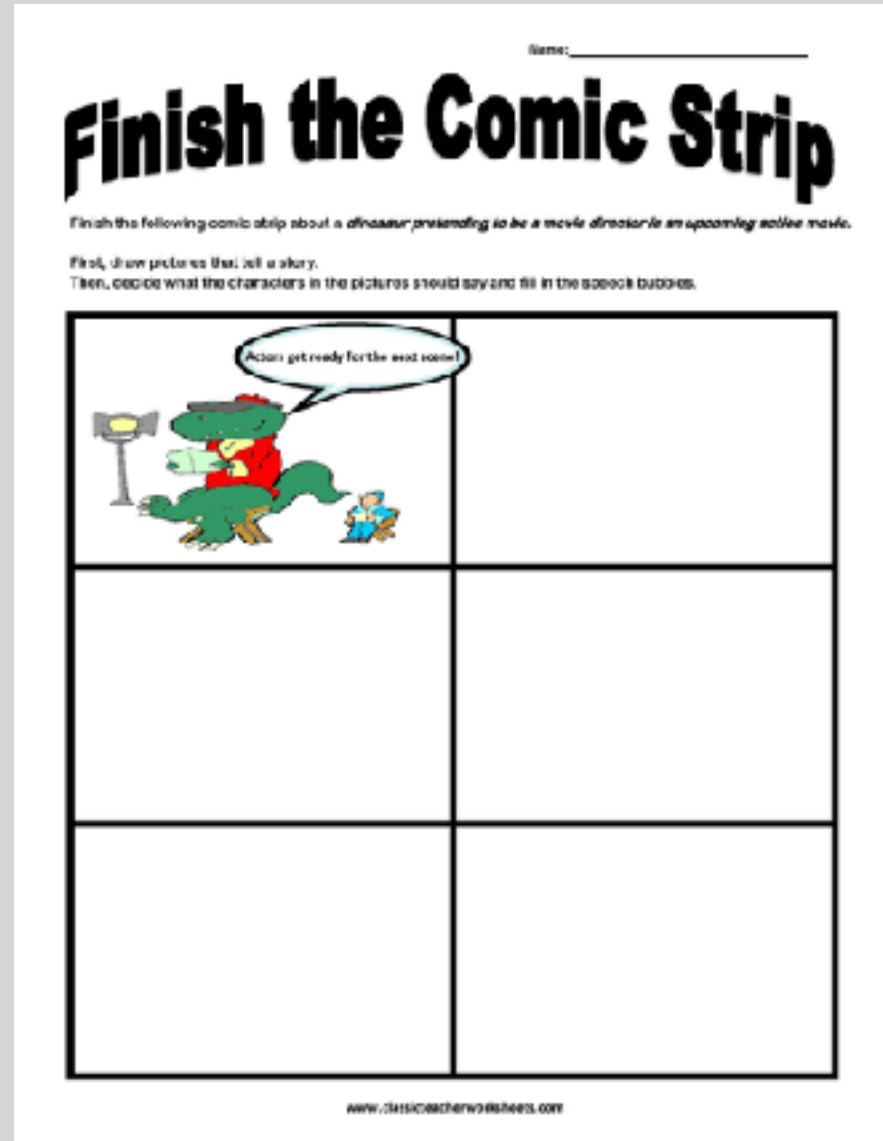 Name:
Finish the Comic Strip
Finish the following comic strip about a dinosaur pretending to be a movie director in an upcoming action movie.
First, draw pictures that tell a story.
Then, decide what the characters in the pictures should say and fill in the speech bubbles.
Actors get ready for the next scene!
www.classicteacherworksheets.com